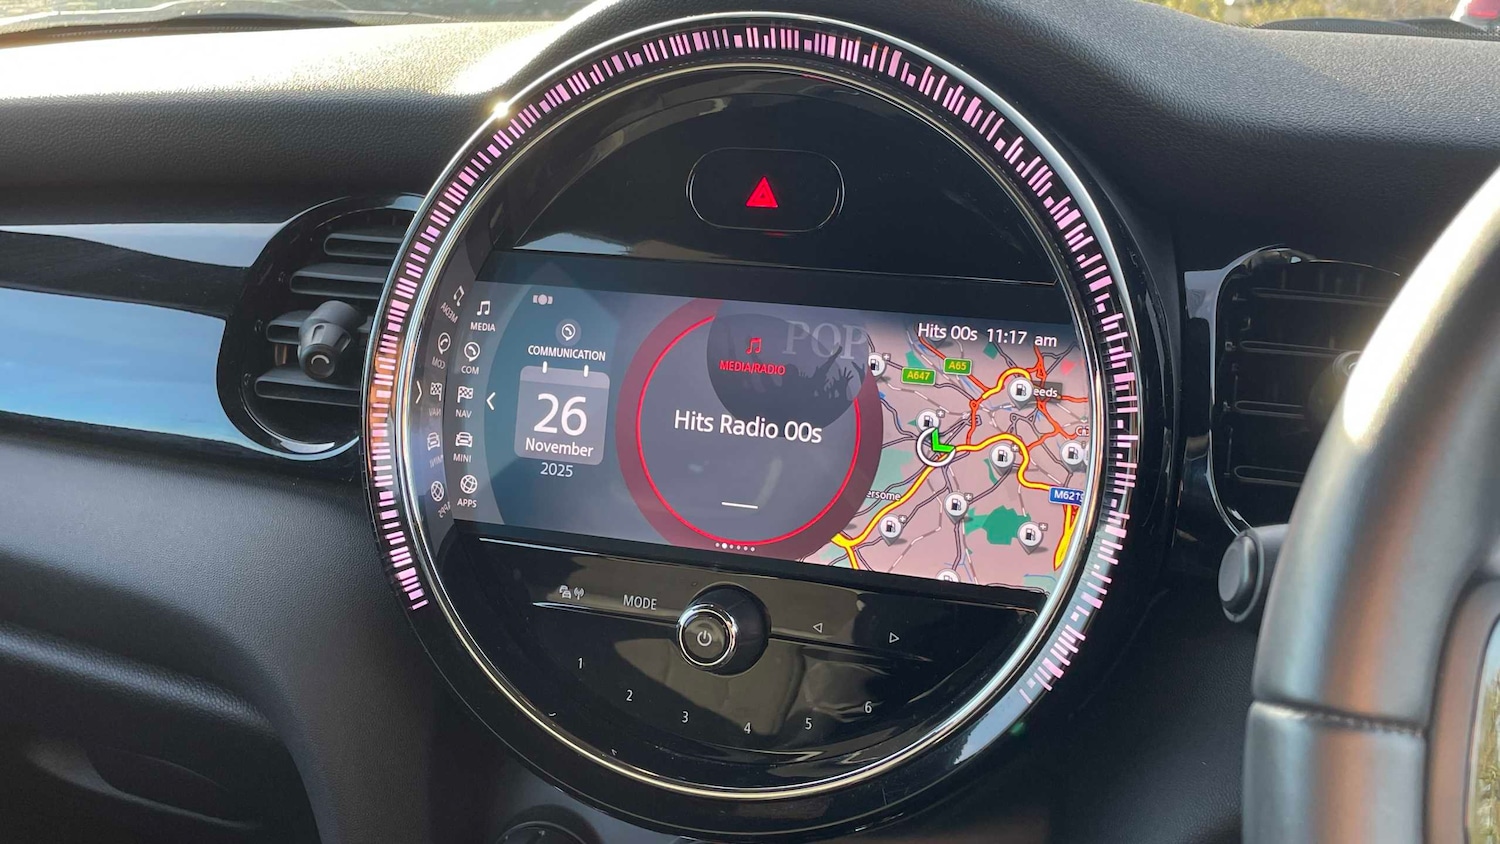 MEDIA
COM
NAV
MINI
APPS
COMMUNICATION
26
November
2025
POP
MEDIA/RADIO
Hits Radio 00s
Hits 00s 11:17 am
A647
A65
eeds
ersome
M621
MODE
1
2
3
4
5
6